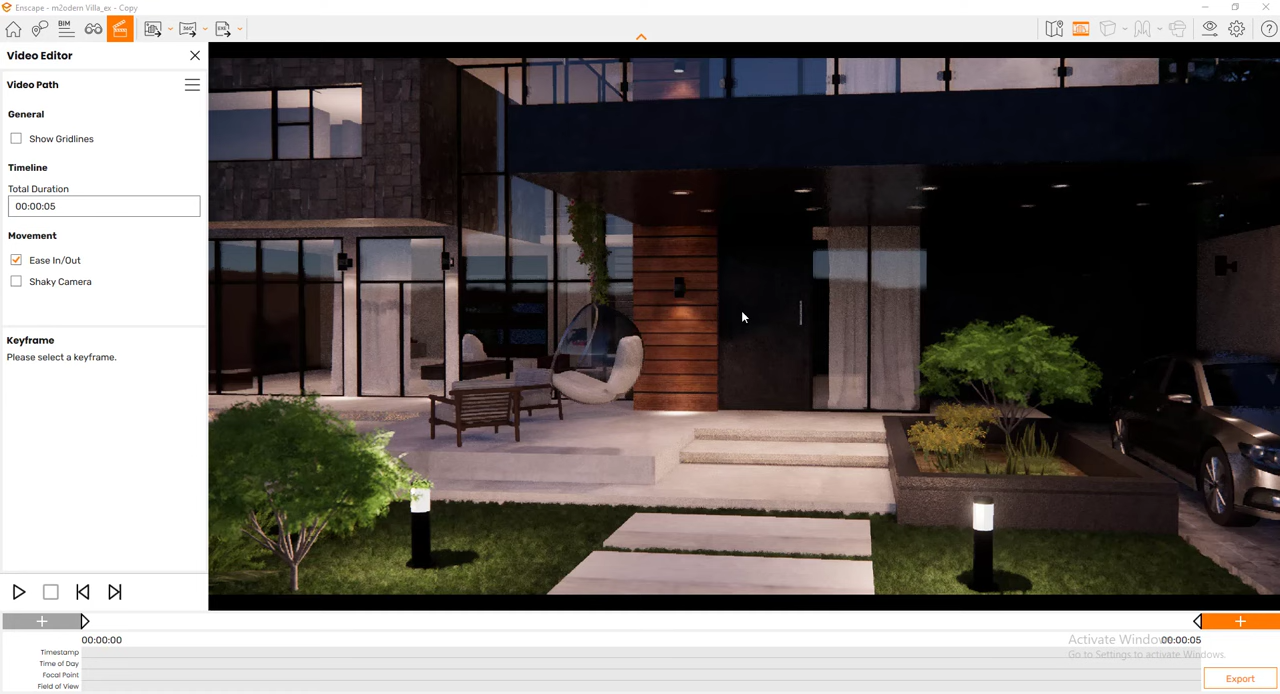 Enscape - m2odern Villa_ex - Copy
BIM
360°
EXE
Video Editor
Video Path
General
Show Gridlines
Timeline
Total Duration
00:00:05
Movement
Ease In/Out
Shaky Camera
Keyframe
Please select a keyframe.
00:00:00
00:00:05
Timestamp
Time of Day
Focal Point
Field of View
Activate Windows
Go to Settings to activate Windows.
Export